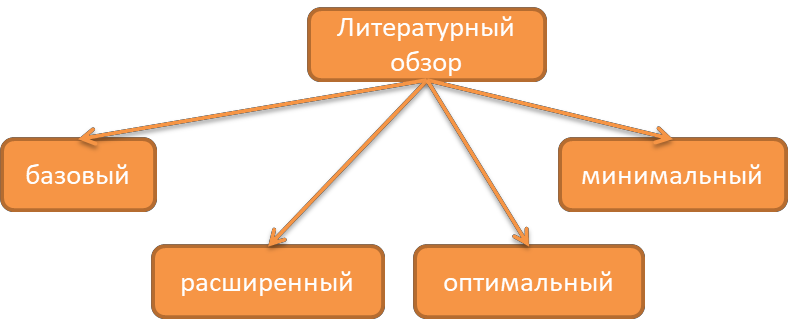 Литературный
обзор
базовый
минимальный
расширенный
оптимальный